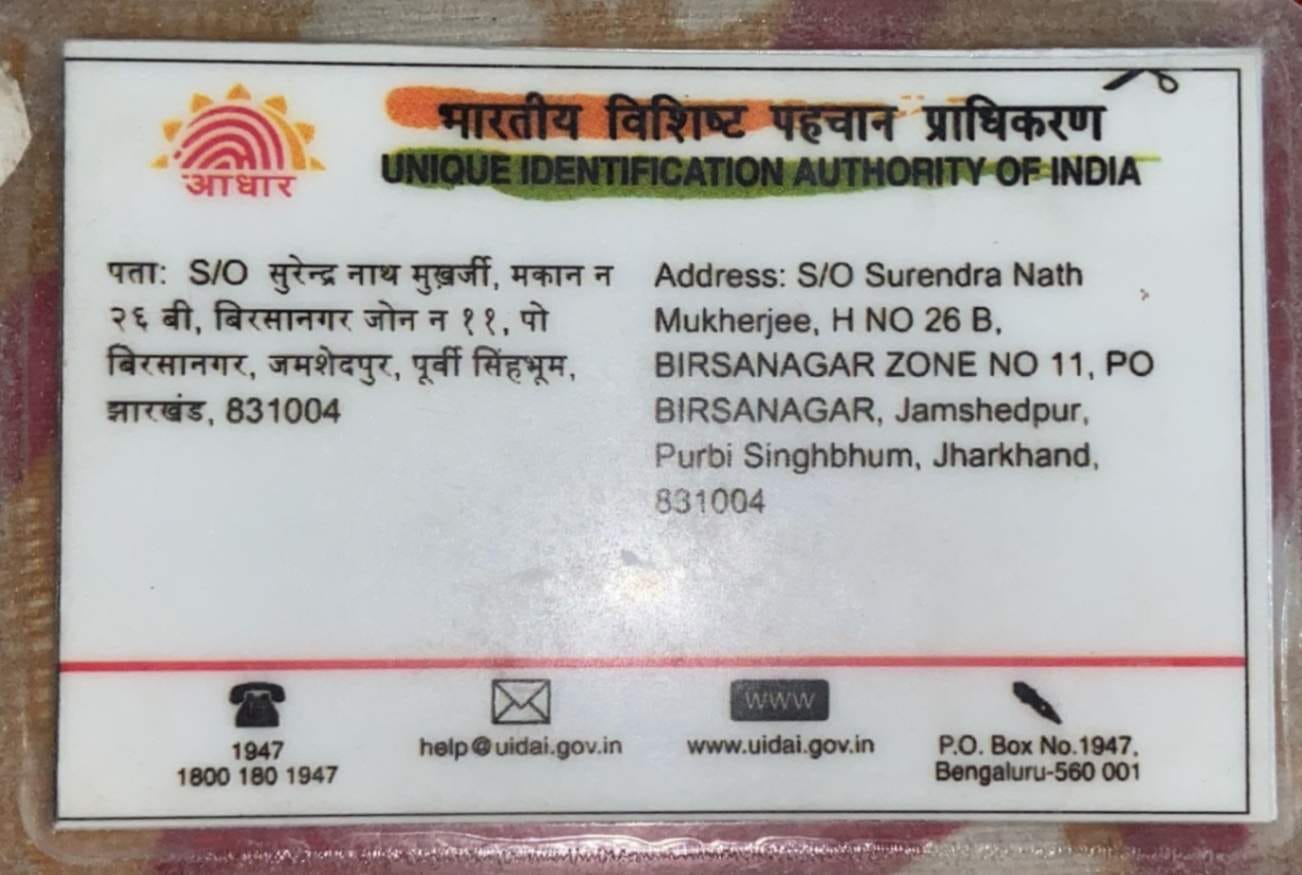 आधार
भारतीय विशिष्ट पहचान प्राधिकरण
UNIQUE IDENTIFICATION AUTHORITY OF INDIA
पता: S/O सुरेन्द्र नाथ मुख़र्जी, मकान न
२६ बी, बिरसानगर जोन न ११, पो
बिरसानगर, जमशेदपुर, पूर्वी सिंहभूम,
झारखंड, 831004
Address: S/O Surendra Nath
Mukherjee, H NO 26 B,
BIRSANAGAR ZONE NO 11, PO
BIRSANAGAR, Jamshedpur,
Purbi Singhbhum, Jharkhand,
831004
1947
1800 180 1947
help@uidai.gov.in
WWW
www.uidai.gov.in
P.O. Box No.1947,
Bengaluru-560 001